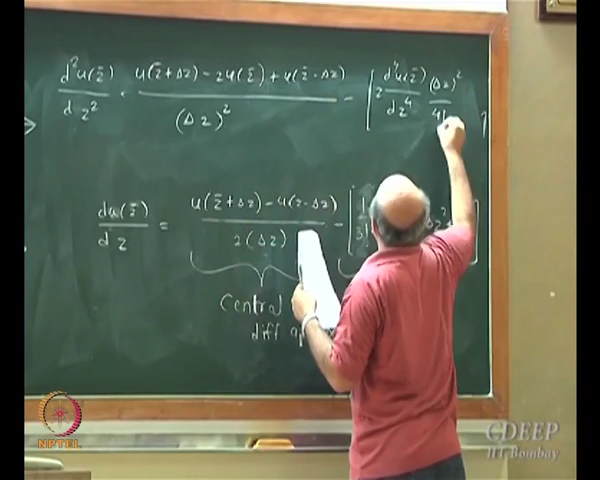 d²u(z̄)/dz² = u(z̄+Δz) - 2u(z̄) + u(z̄-Δz) / (Δz)² - [2 d⁴u(z̄)/dz⁴ (Δz)²/4!
du(z̄)/dz = u(z̄+Δz) - u(z-Δz) / 2(Δz) - [1/3! Δz² ]
Central
diff
NPTEL
CDEEP
IIT Bombay